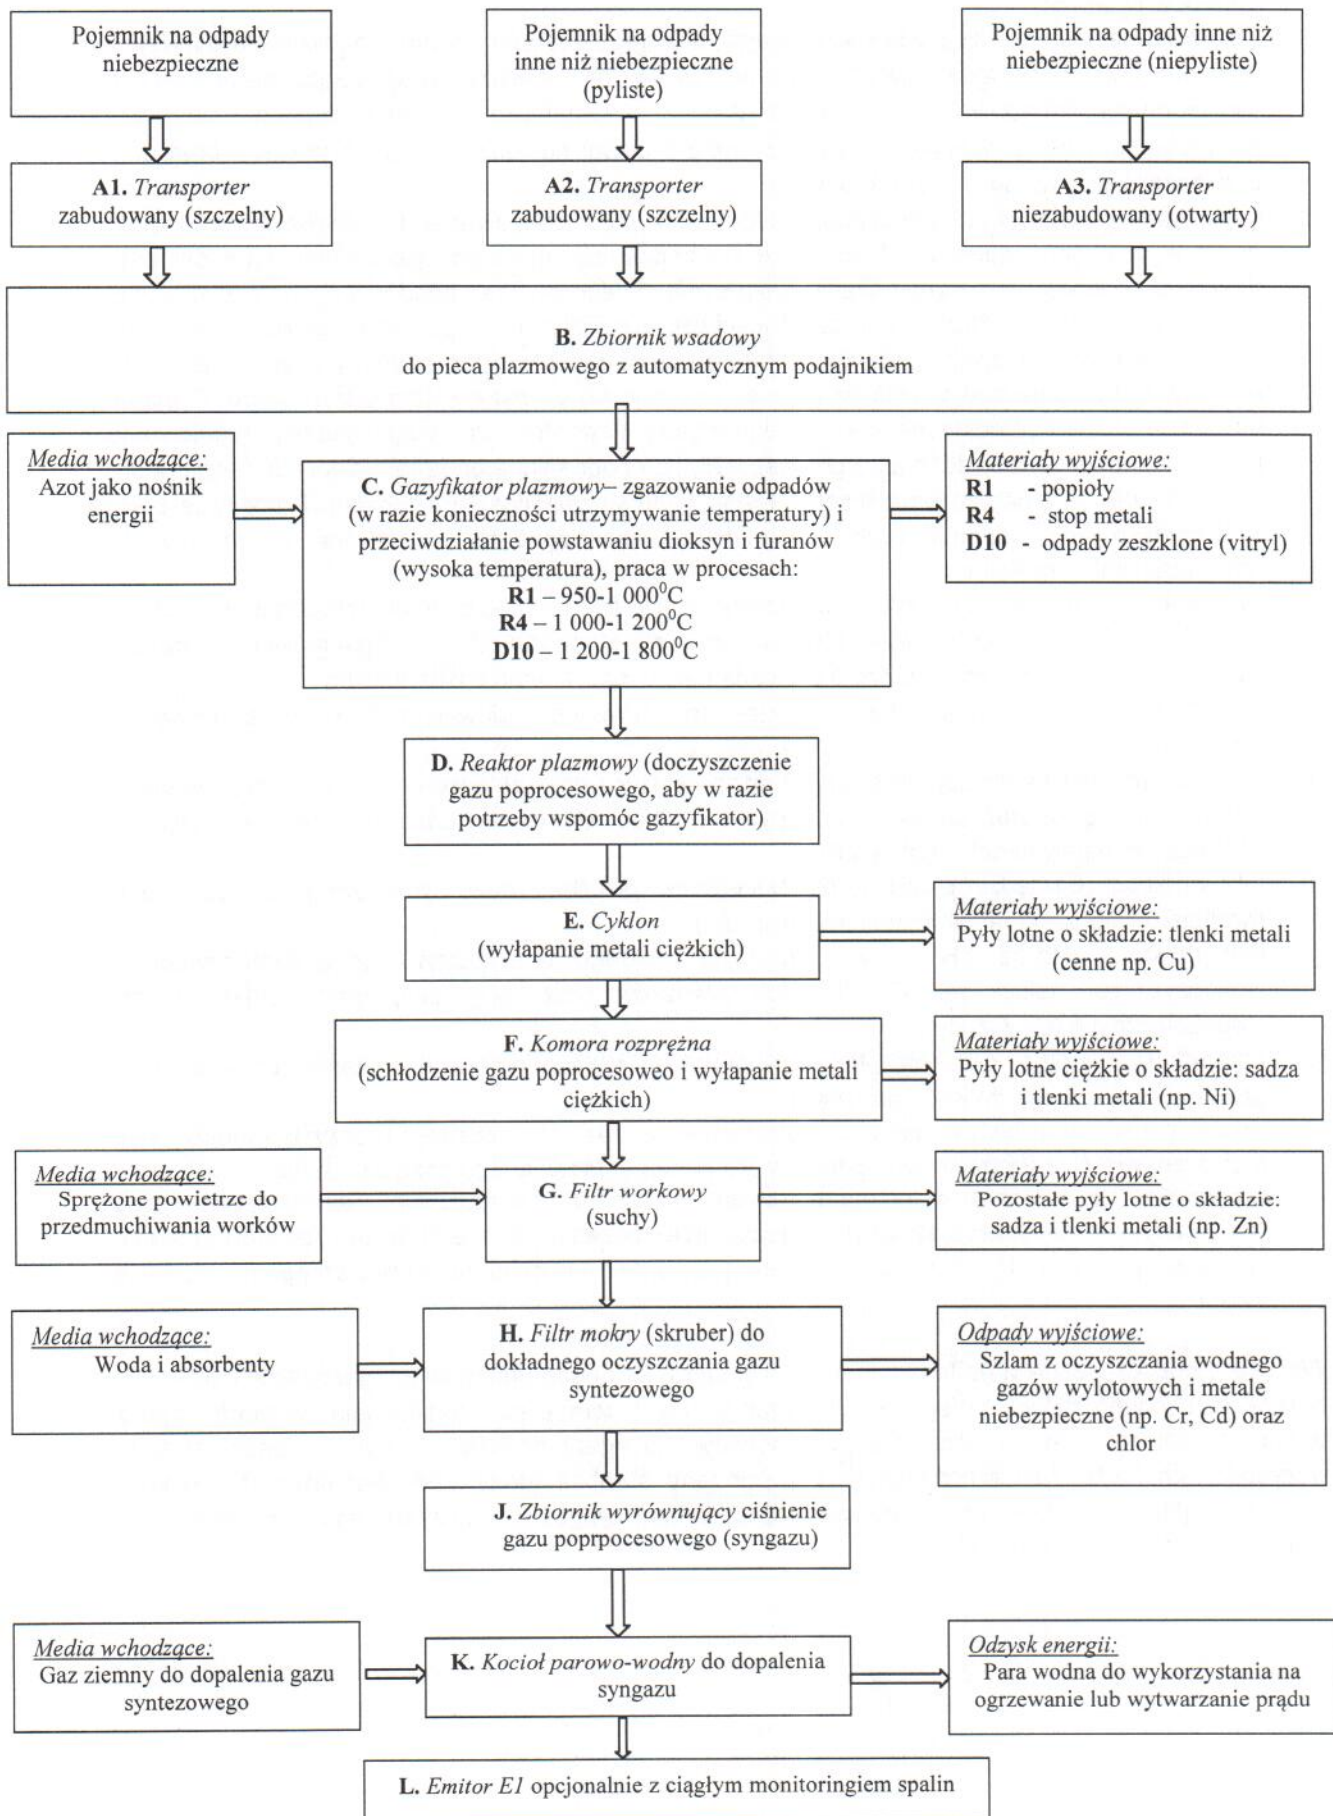 Pojemnik na odpady
niebezpieczne
Pojemnik na odpady
inne niż niebezpieczne
(pyliste)
Pojemnik na odpady inne niż
niebezpieczne (niepyliste)
A1. Transporter
zabudowany (szczelny)
A2. Transporter
zabudowany (szczelny)
A3. Transporter
niezabudowany (otwarty)
B. Zbiornik wsadowy
do pieca plazmowego z automatycznym podajnikiem
Media wchodzące:
Azot jako nośnik
energii
C. Gazyfikator plazmowy– zgazowanie odpadów
(w razie konieczności utrzymywanie temperatury) i
przeciwdziałanie powstawaniu dioksyn i furanów
(wysoka temperatura), praca w procesach:
R1 – 950-1 000⁰C
R4 – 1 000-1 200⁰C
D10 – 1 200-1 800⁰C
Materiały wyjściowe:
R1 - popioły
R4 - stop metali
D10 - odpady zeszklone (vitryl)
D. Reaktor plazmowy (doczyszczenie
gazu poprocesowego, aby w razie
potrzeby wspomóc gazyfikator)
E. Cyklon
(wyłapanie metali ciężkich)
Materiały wyjściowe:
Pyły lotne o składzie: tlenki metali
(cenne np. Cu)
F. Komora rozprężna
(schłodzenie gazu poprocesoweo i wyłapanie metali
ciężkich)
Materiały wyjściowe:
Pyły lotne ciężkie o składzie: sadza
i tlenki metali (np. Ni)
Media wchodzące:
Sprężone powietrze do
przedmuchiwania worków
G. Filtr workowy
(suchy)
Materiały wyjściowe:
Pozostałe pyły lotne o składzie:
sadza i tlenki metali (np. Zn)
Media wchodzące:
Woda i absorbenty
H. Filtr mokry (skruber) do
dokładnego oczyszczania gazu
syntezowego
Odpady wyjściowe:
Szlam z oczyszczania wodnego
gazów wylotowych i metale
niebezpieczne (np. Cr, Cd) oraz
chlor
J. Zbiornik wyrównujący ciśnienie
gazu poprpocesowego (syngazu)
Media wchodzące:
Gaz ziemny do dopalenia gazu
syntezowego
K. Kocioł parowo-wodny do dopalenia
syngazu
Odzysk energii:
Para wodna do wykorzystania na
ogrzewanie lub wytwarzanie prądu
L. Emitor E1 opcjonalnie z ciągłym monitoringiem spalin